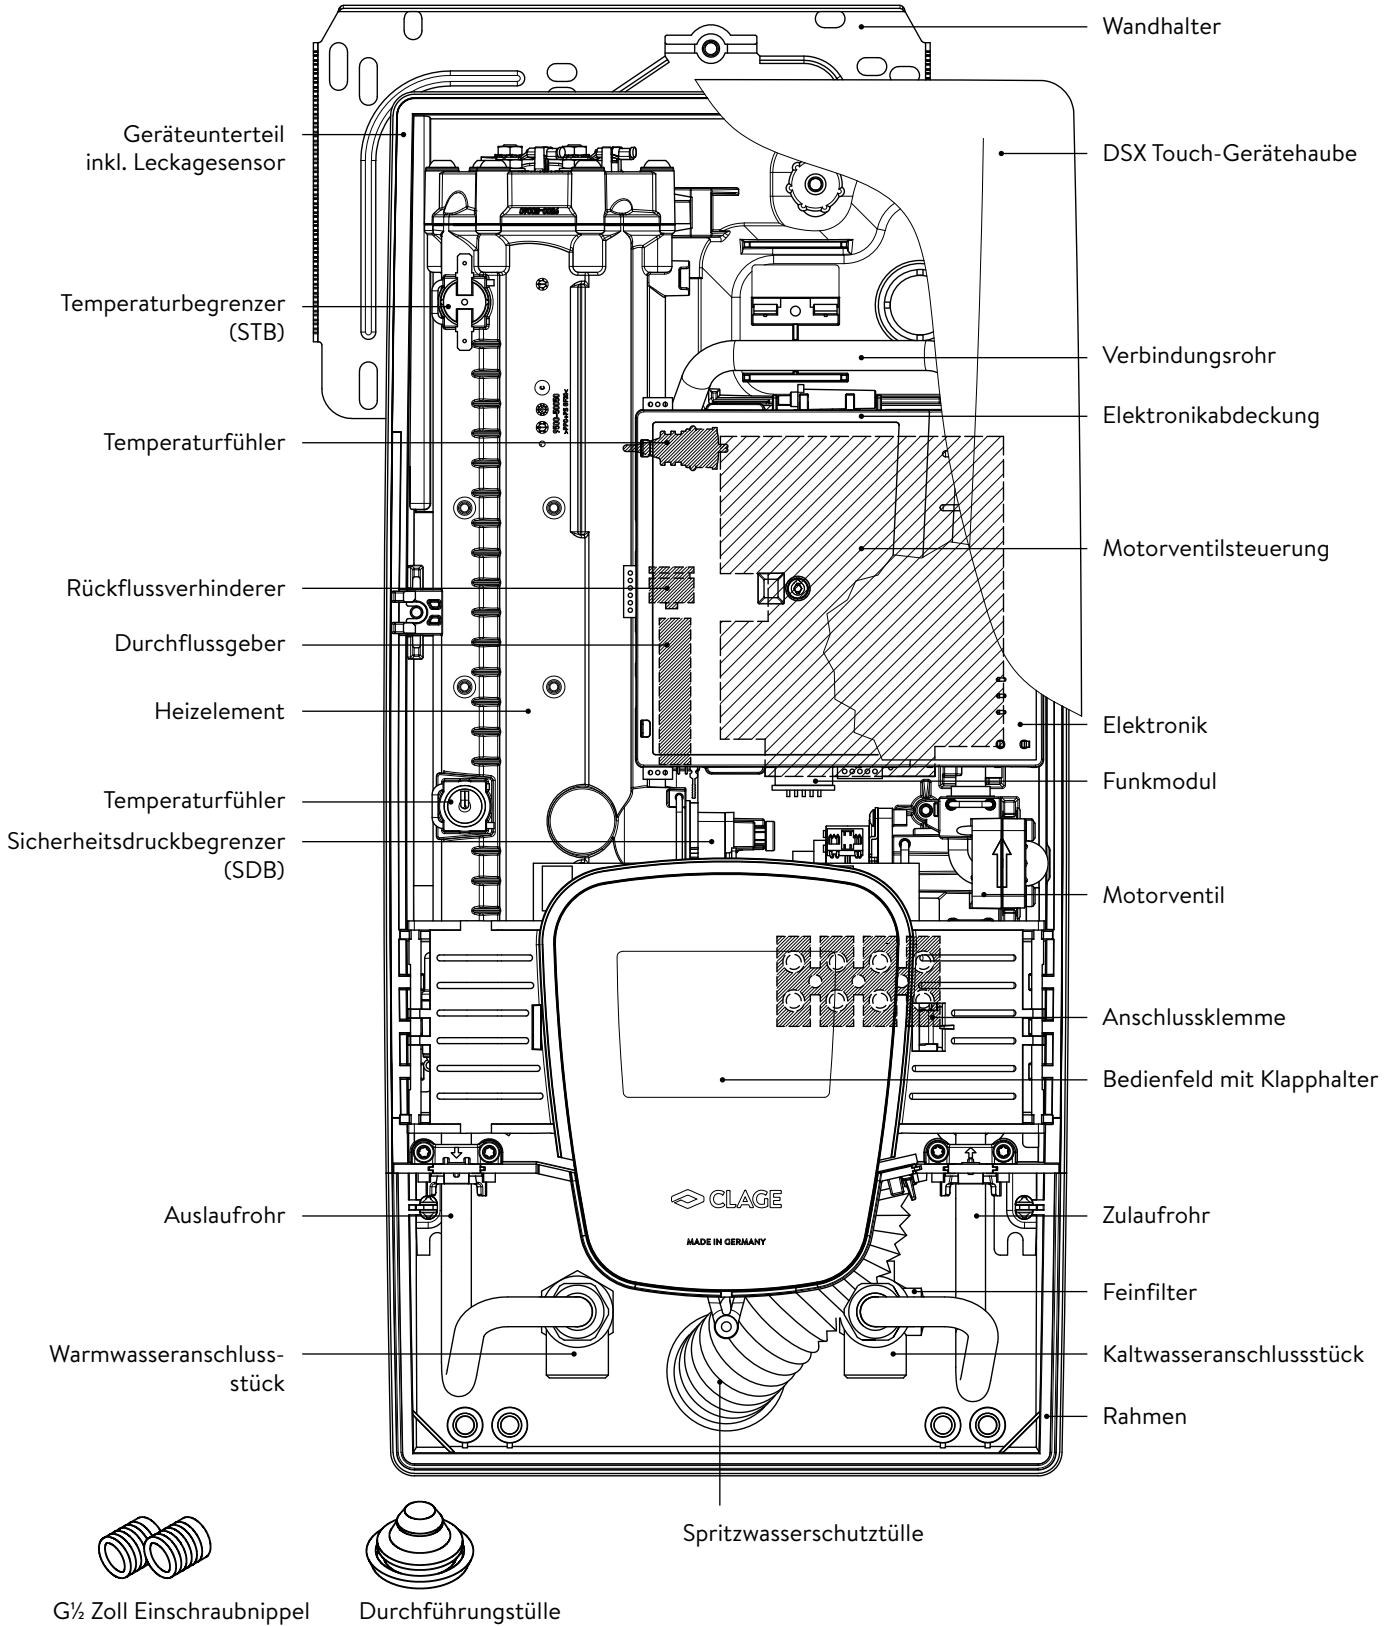 Wandhalter
Geräteunterteil
inkl. Leckagesensor
DSX Touch-Gerätehaube
Temperaturbegrenzer
(STB)
Verbindungsrohr
Elektronikabdeckung
Temperaturfühler
Motorventilsteuerung
Rückflussverhinderer
Durchflussgeber
Heizelement
Elektronik
Funkmodul
Temperaturfühler
Sicherheitsdruckbegrenzer
(SDB)
Motorventil
Anschlussklemme
Bedienfeld mit Klapphalter
CLAGE
MADE IN GERMANY
Auslaufrohr
Zulaufrohr
Feinfilter
Warmwasseranschluss-
stück
Kaltwasseranschlussstück
Rahmen
Spritzwasserschutztülle
G½ Zoll Einschraubnippel
Durchführungstülle